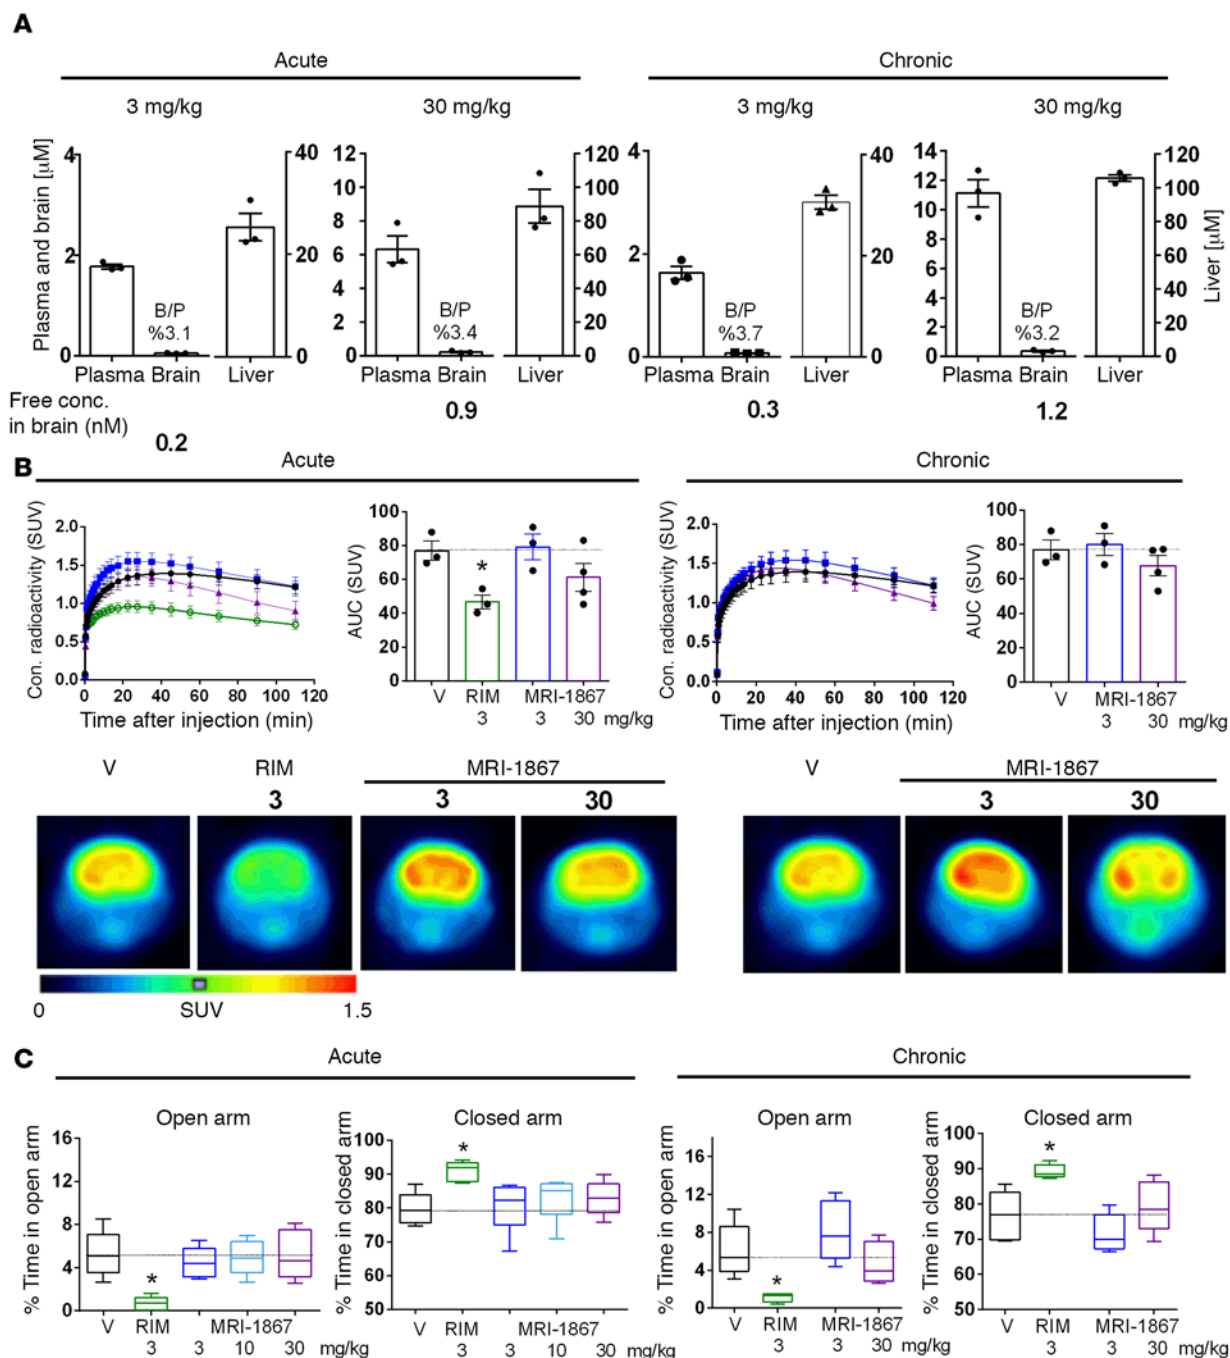 A
Acute
Chronic
3 mg/kg
30 mg/kg
3 mg/kg
30 mg/kg
Plasma and brain [µM]
4
2
0
40
20
0
12
10
8
6
4
2
0
120
100
80
60
40
20
0
4
2
0
40
20
0
14
12
10
8
6
4
2
0
120
100
80
60
40
20
0
Liver [µM]
B/P
%3.1
B/P
%3.4
B/P
%3.7
B/P
%3.2
Plasma Brain Liver
Plasma Brain Liver
Plasma Brain Liver
Plasma Brain Liver
Free conc.
in brain (nM)
0.2
0.9
0.3
1.2
B
Acute
Chronic
Con. radioactivity (SUV)
2.0
1.5
1.0
0.5
0.0
0 20 40 60 80 100 120
Time after injection (min)
AUC (SUV)
100
80
60
40
20
0
*
V RIM MRI-1867
3 3 30 mg/kg
Con. radioactivity (SUV)
2.0
1.5
1.0
0.5
0.0
0 20 40 60 80 100 120
Time after injection (min)
AUC (SUV)
100
80
60
40
20
0
V MRI-1867
3 30 mg/kg
V RIM MRI-1867
3 3 30
V MRI-1867
3 30
0 SUV 1.5
C
Acute
Chronic
Open arm
% Time in open arm
16
12
8
4
0
*
V RIM MRI-1867
3 3 10 30
Closed arm
% Time in closed arm
100
90
80
70
60
50
*
V RIM MRI-1867
3 3 10 30 mg/kg
Open arm
% Time in open arm
16
12
8
4
0
*
V RIM MRI-1867
3 3 30 mg/kg
Closed arm
% Time in closed arm
100
90
80
70
60
50
*
V RIM MRI-1867
3 3 30 mg/kg